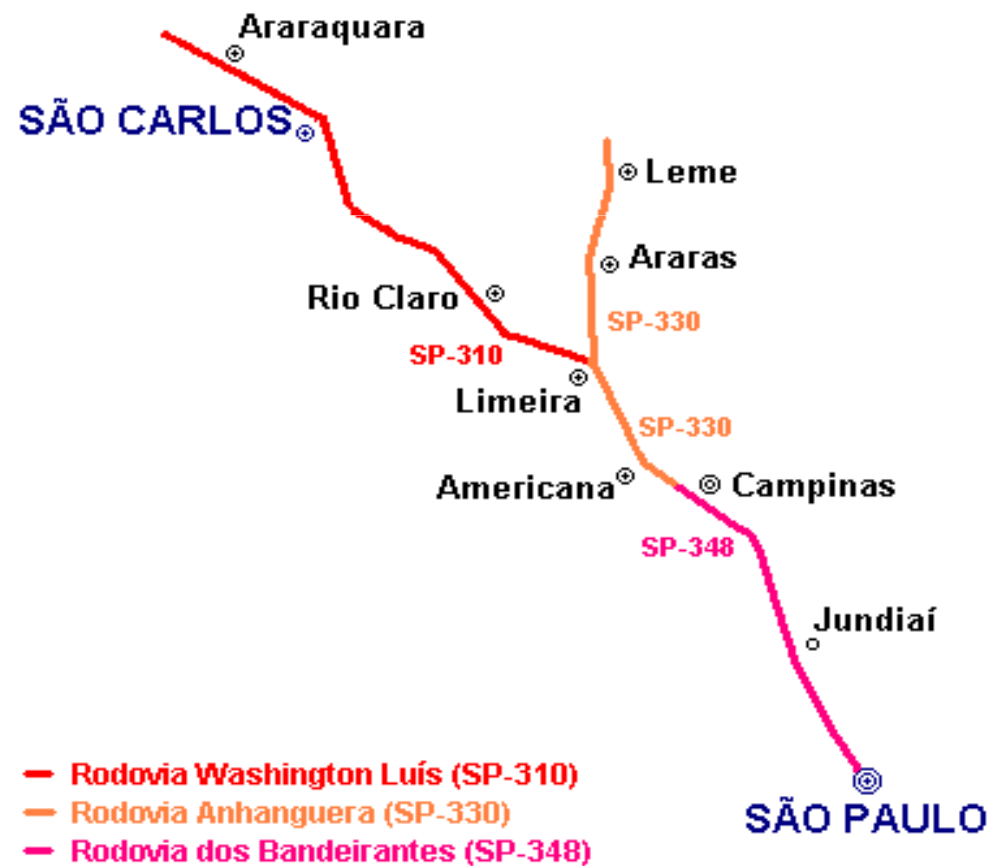 Araraquara
SÃO CARLOS
Leme
Araras
Rio Claro
SP-330
SP-310
Limeira
SP-330
Americana
Campinas
SP-348
Jundiaí
Rodovia Washington Luís (SP-310)
Rodovia Anhanguera (SP-330)
SÃO PAULO
Rodovia dos Bandeirantes (SP-348)